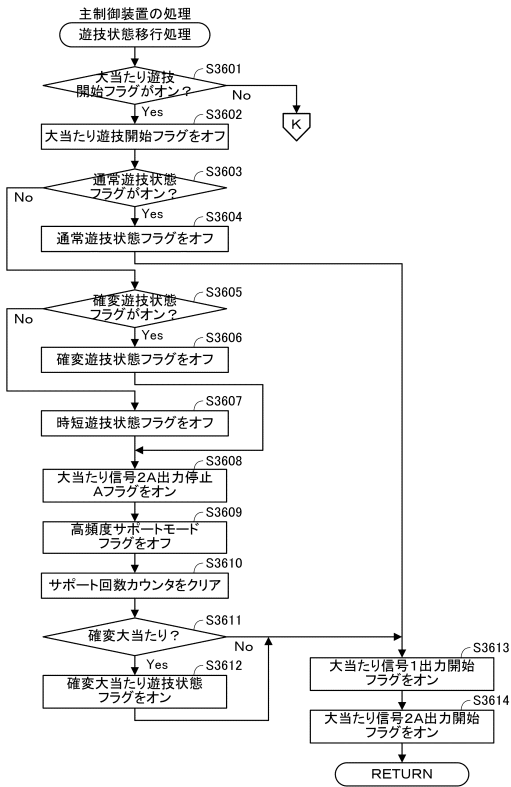 主制御装置の処理
遊技状態移行処理
S3601
大当たり遊技
開始フラグがオン？
No
K
Yes
S3602
大当たり遊技開始フラグをオフ
S3603
通常遊技状態
フラグがオン？
No
Yes
S3604
通常遊技状態フラグをオフ
S3605
確変遊技状態
フラグがオン？
No
Yes
S3606
確変遊技状態フラグをオフ
S3607
時短遊技状態フラグをオフ
S3608
大当たり信号2A出力停止
Aフラグをオン
S3609
高頻度サポートモード
フラグをオフ
S3610
サポート回数カウンタをクリア
S3611
確変大当たり？
No
Yes
S3612
確変大当たり遊技状態
フラグをオン
S3613
大当たり信号1出力開始
フラグをオン
S3614
大当たり信号2A出力開始
フラグをオン
RETURN